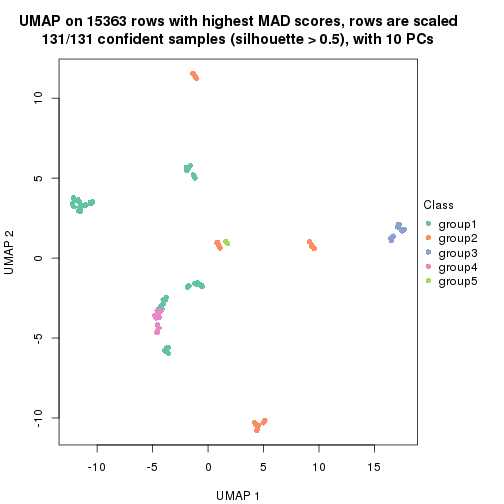 UMAP on 15363 rows with highest MAD scores, rows are scaled
131/131 confident samples (silhouette > 0.5), with 10 PCs
10
5
0
-5
-10
UMAP 2
-10
-5
0
5
10
15
UMAP 1
Class
group1
group2
group3
group4
group5